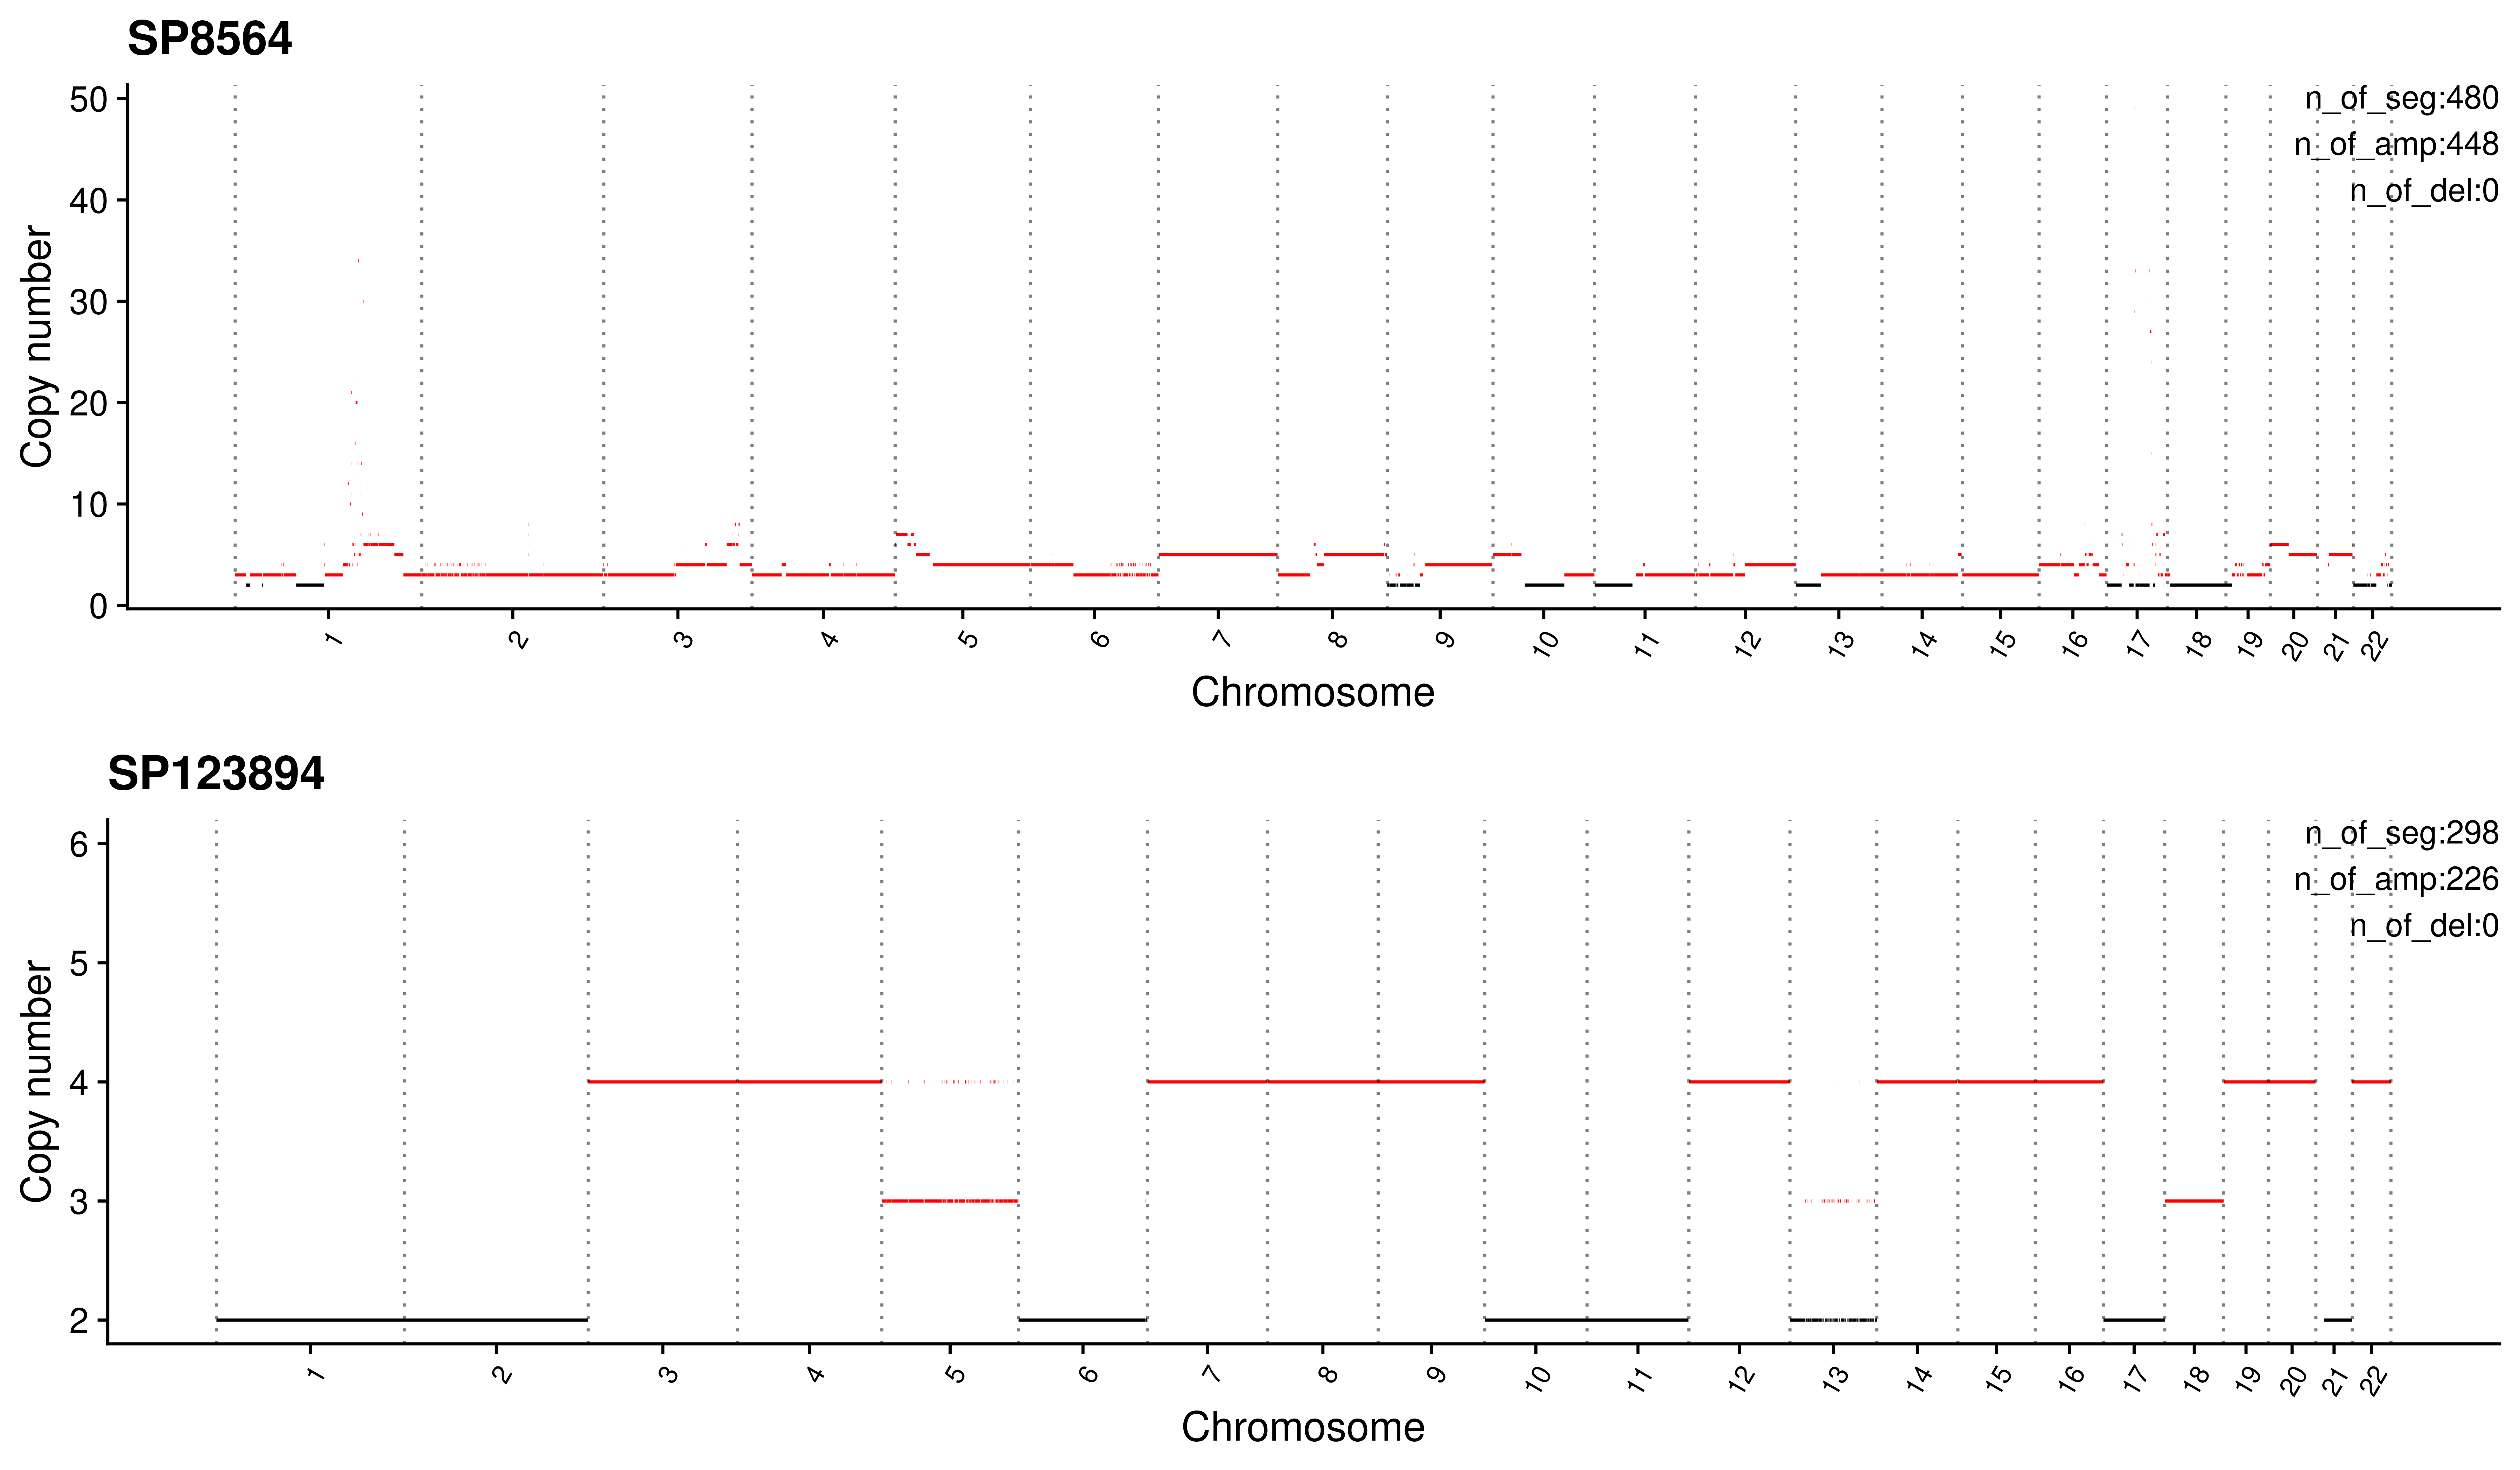 SP8564
50
n_of_seg:480
n_of_amp:448
40
n_of_del:0
30
20
10
0
Copy number
1 2 3 4 5 6 7 8 9 10 11 12 13 14 15 16 17 18 19 20 21 22
Chromosome
SP123894
6
n_of_seg:298
n_of_amp:226
n_of_del:0
5
4
3
2
Copy number
1 2 3 4 5 6 7 8 9 10 11 12 13 14 15 16 17 18 19 20 21 22
Chromosome